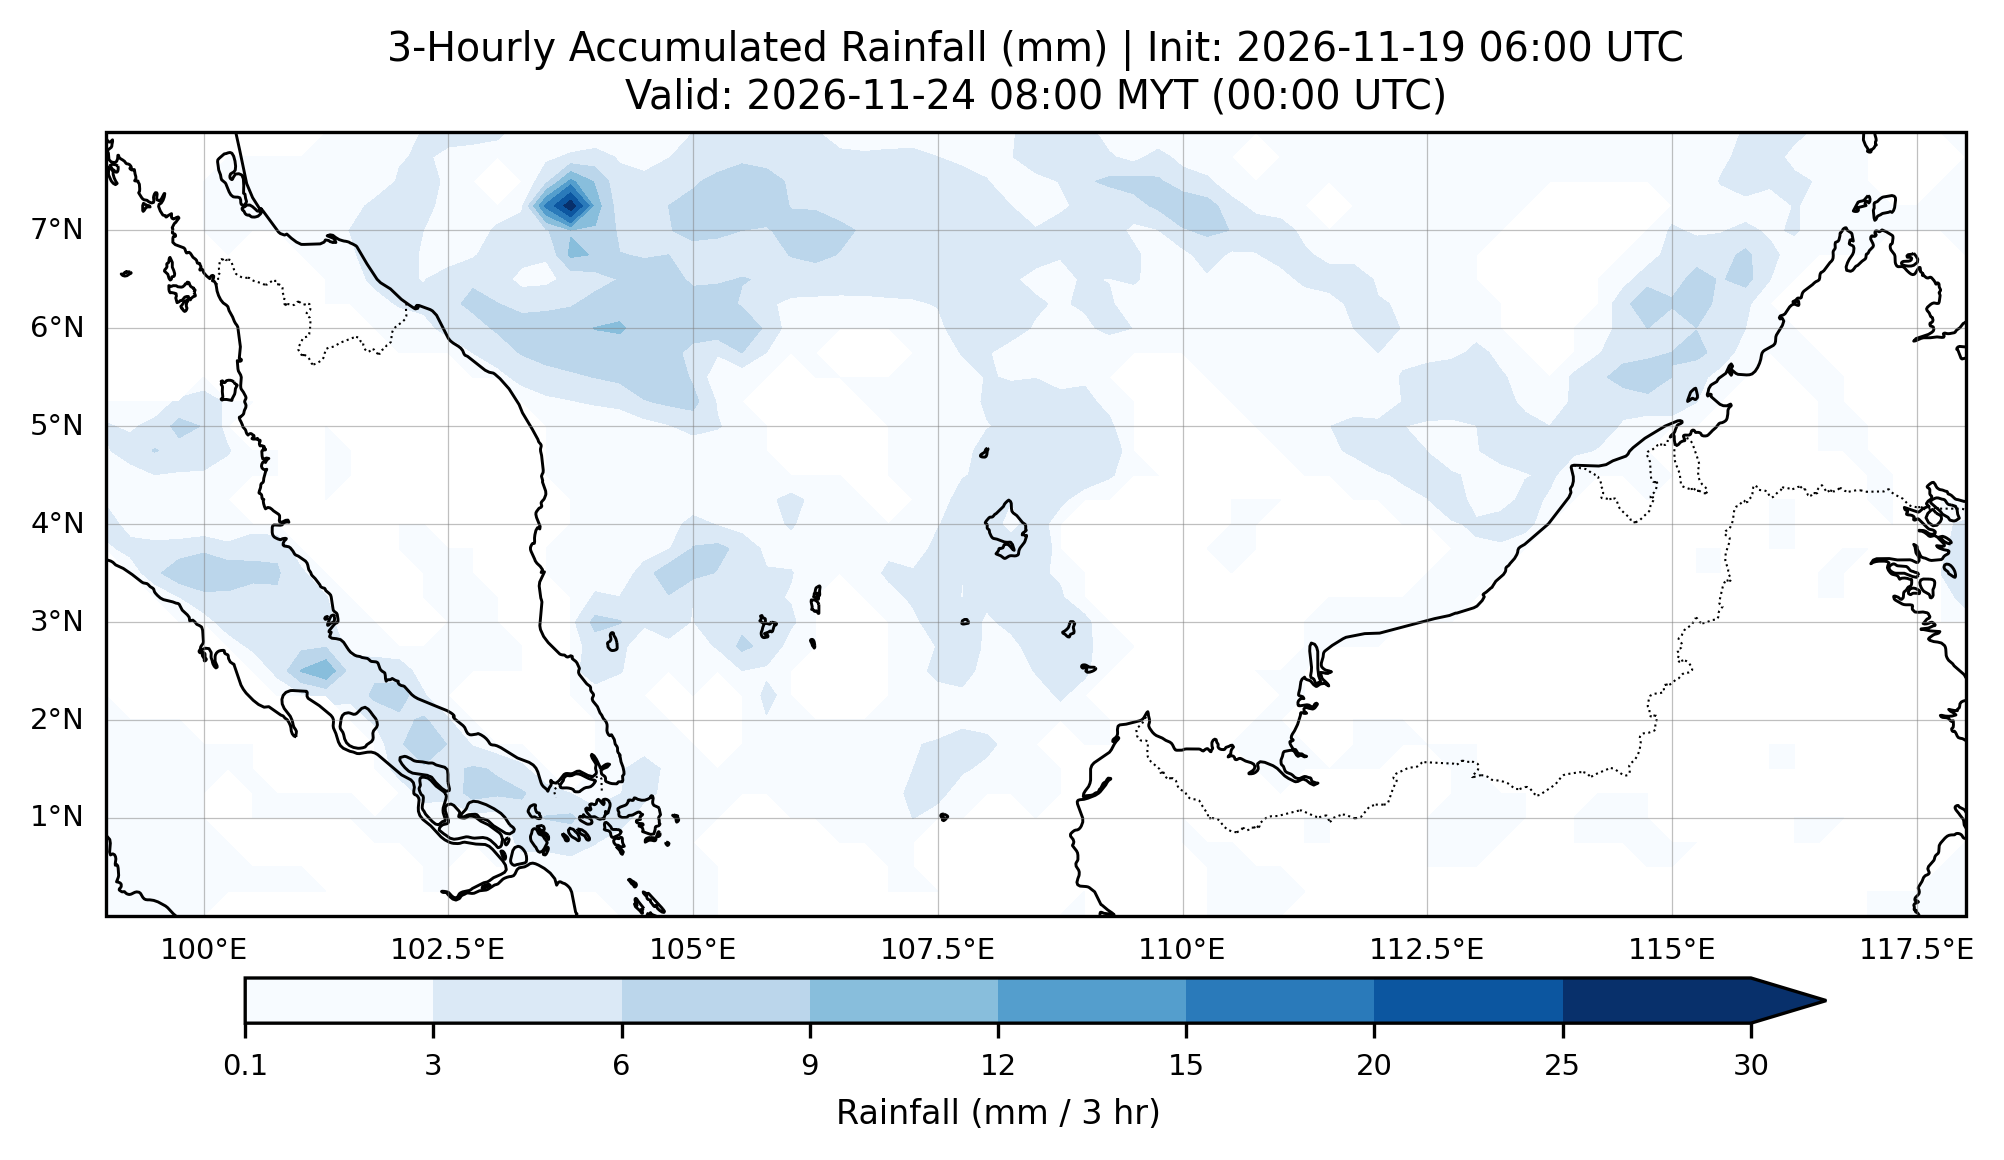 3-Hourly Accumulated Rainfall (mm) | Init: 2026-11-19 06:00 UTC
Valid: 2026-11-24 08:00 MYT (00:00 UTC)
7°N
6°N
5°N
4°N
3°N
2°N
1°N
100°E 102.5°E 105°E 107.5°E 110°E 112.5°E 115°E 117.5°E
0.1 3 6 9 12 15 20 25 30
Rainfall (mm / 3 hr)